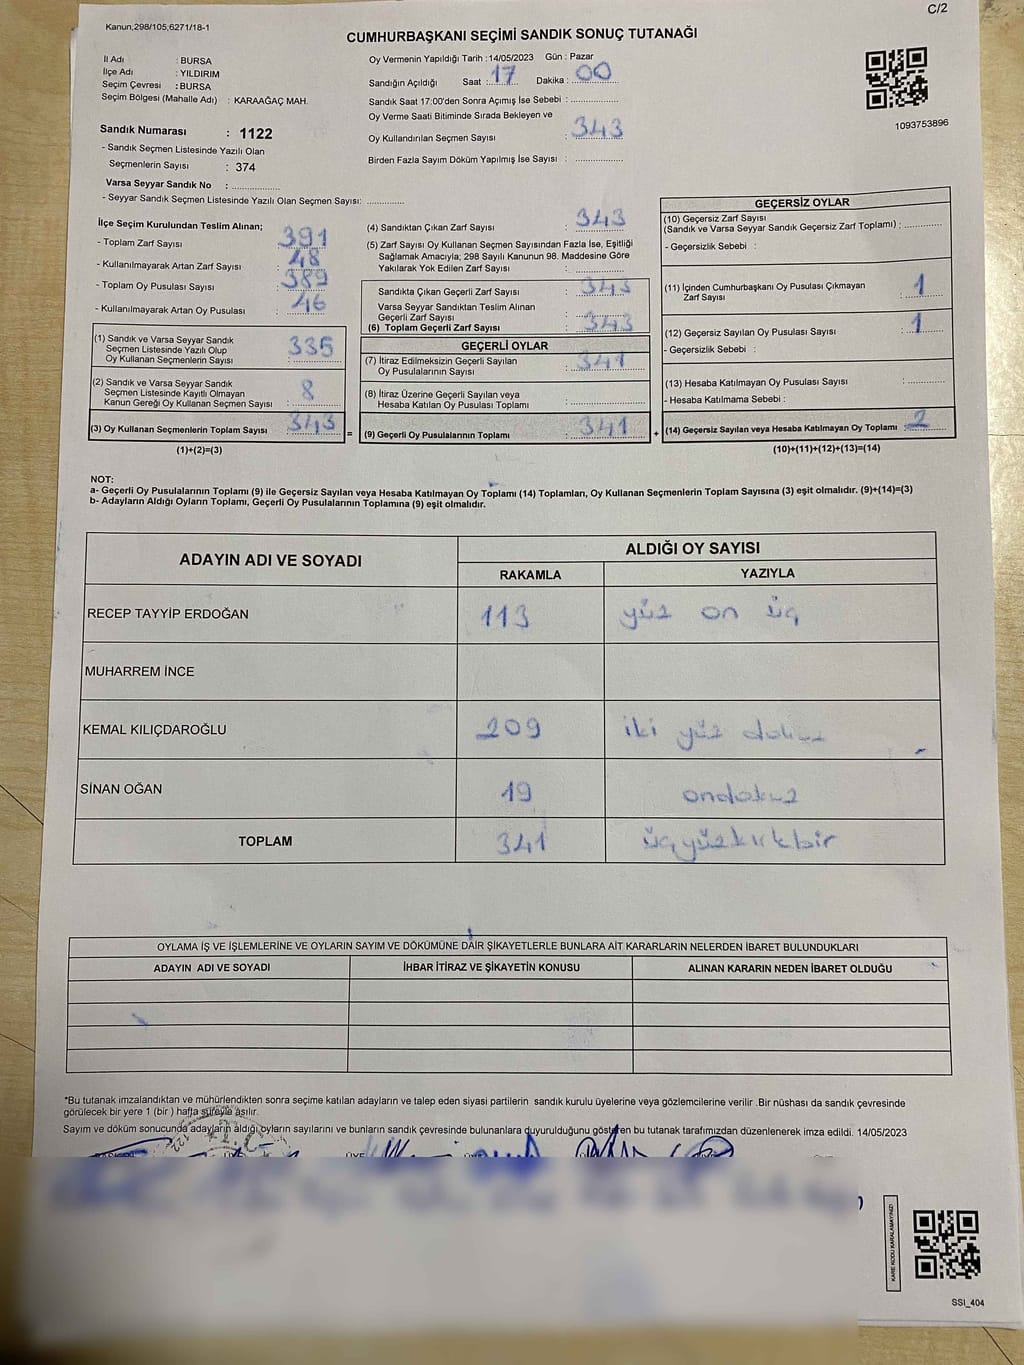 C/2
Kanun,298/105,6271/18-1
CUMHURBAŞKANI SEÇİMİ SANDIK SONUÇ TUTANAĞI
İl Adı : BURSA
İlçe Adı : YILDIRIM
Seçim Çevresi : BURSA
Seçim Bölgesi (Mahalle Adı) : KARAAĞAÇ MAH.
Sandık Numarası : 1122
- Sandık Seçmen Listesinde Yazılı Olan
Seçmenlerin Sayısı : 374
Varsa Seyyar Sandık No : ..............
- Seyyar Sandık Seçmen Listesinde Yazılı Olan Seçmen Sayısı: ............
Oy Vermenin Yapıldığı Tarih :14/05/2023 Gün : Pazar
Sandığın Açıldığı Saat : 17 Dakika : 00
Sandık Saat 17:00'den Sonra Açımış İse Sebebi : ...............
Oy Verme Saati Bitiminde Sırada Bekleyen ve
Oy Kullandırılan Seçmen Sayısı : 343
Birden Fazla Sayım Döküm Yapılmış İse Sayısı : ...............
1093753896
İlçe Seçim Kurulundan Teslim Alınan;
- Toplam Zarf Sayısı : 391
- Kullanılmayarak Artan Zarf Sayısı : 48
- Toplam Oy Pusulası Sayısı : 389
- Kullanılmayarak Artan Oy Pusulası : 46
(1) Sandık ve Varsa Seyyar Sandık
Seçmen Listesinde Yazılı Olup
Oy Kullanan Seçmenlerin Sayısı : 335
(2) Sandık ve Varsa Seyyar Sandık
Seçmen Listesinde Kayıtlı Olmayan
Kanun Gereği Oy Kullanan Seçmen Sayısı : 8
(3) Oy Kullanan Seçmenlerin Toplam Sayısı : 343 =
(1)+(2)=(3)
(4) Sandıktan Çıkan Zarf Sayısı : 343
(5) Zarf Sayısı Oy Kullanan Seçmen Sayısından Fazla İse, Eşitliği
Sağlamak Amacıyla; 298 Sayılı Kanunun 98. Maddesine Göre
Yakılarak Yok Edilen Zarf Sayısı : ...............
Sandıkta Çıkan Geçerli Zarf Sayısı : 343
Varsa Seyyar Sandıktan Teslim Alınan
Geçerli Zarf Sayısı : ...............
(6) Toplam Geçerli Zarf Sayısı : 343
GEÇERLİ OYLAR
(7) İtiraz Edilmeksizin Geçerli Sayılan
Oy Pusulalarının Sayısı : 341
(8) İtiraz Üzerine Geçerli Sayılan veya
Hesaba Katılan Oy Pusulası Toplamı : ...............
(9) Geçerli Oy Pusulalarının Toplamı : 341 +
GEÇERSİZ OYLAR
(10) Geçersiz Zarf Sayısı
(Sandık ve Varsa Seyyar Sandık Geçersiz Zarf Toplamı) : ............
- Geçersizlik Sebebi :
(11) İçinden Cumhurbaşkanı Oy Pusulası Çıkmayan
Zarf Sayısı : 1
(12) Geçersiz Sayılan Oy Pusulası Sayısı : 1
- Geçersizlik Sebebi :
(13) Hesaba Katılmayan Oy Pusulası Sayısı : ............
- Hesaba Katılmama Sebebi :
(14) Geçersiz Sayılan veya Hesaba Katılmayan Oy Toplamı : 2
(10)+(11)+(12)+(13)=(14)
NOT:
a- Geçerli Oy Pusulalarının Toplamı (9) ile Geçersiz Sayılan veya Hesaba Katılmayan Oy Toplamı (14) Toplamları, Oy Kullanan Seçmenlerin Toplam Sayısına (3) eşit olmalıdır. (9)+(14)=(3)
b- Adayların Aldığı Oyların Toplamı, Geçerli Oy Pusulalarının Toplamına (9) eşit olmalıdır.
ADAYIN ADI VE SOYADI ALDIĞI OY SAYISI
RAKAMLA YAZIYLA
RECEP TAYYİP ERDOĞAN 113 yüz on üç
MUHARREM İNCE
KEMAL KILIÇDAROĞLU 209 iki yüz dokuz
SİNAN OĞAN 19 ondokuz
TOPLAM 341 üçyüzkırkbir
OYLAMA İŞ VE İŞLEMLERİNE VE OYLARIN SAYIM VE DÖKÜMÜNE DAİR ŞİKAYETLERLE BUNLARA AİT KARARLARIN NELERDEN İBARET BULUNDUKLARI
ADAYIN ADI VE SOYADI İHBAR İTİRAZ VE ŞİKAYETİN KONUSU ALINAN KARARIN NEDEN İBARET OLDUĞU
*Bu tutanak imzalandıktan ve mühürlendikten sonra seçime katılan adayların ve talep eden siyasi partilerin sandık kurulu üyelerine veya gözlemcilerine verilir .Bir nüshası da sandık çevresinde
görülecek bir yere 1 (bir ) hafta süreyle asılır.
Sayım ve döküm sonucunda adayların aldığı oyların sayılarını ve bunların sandık çevresinde bulunanlara duyurulduğunu gösteren bu tutanak tarafımızdan düzenlenerek imza edildi. 14/05/2023
KARE KODU KARALAMAYINIZ!
SSİ_404